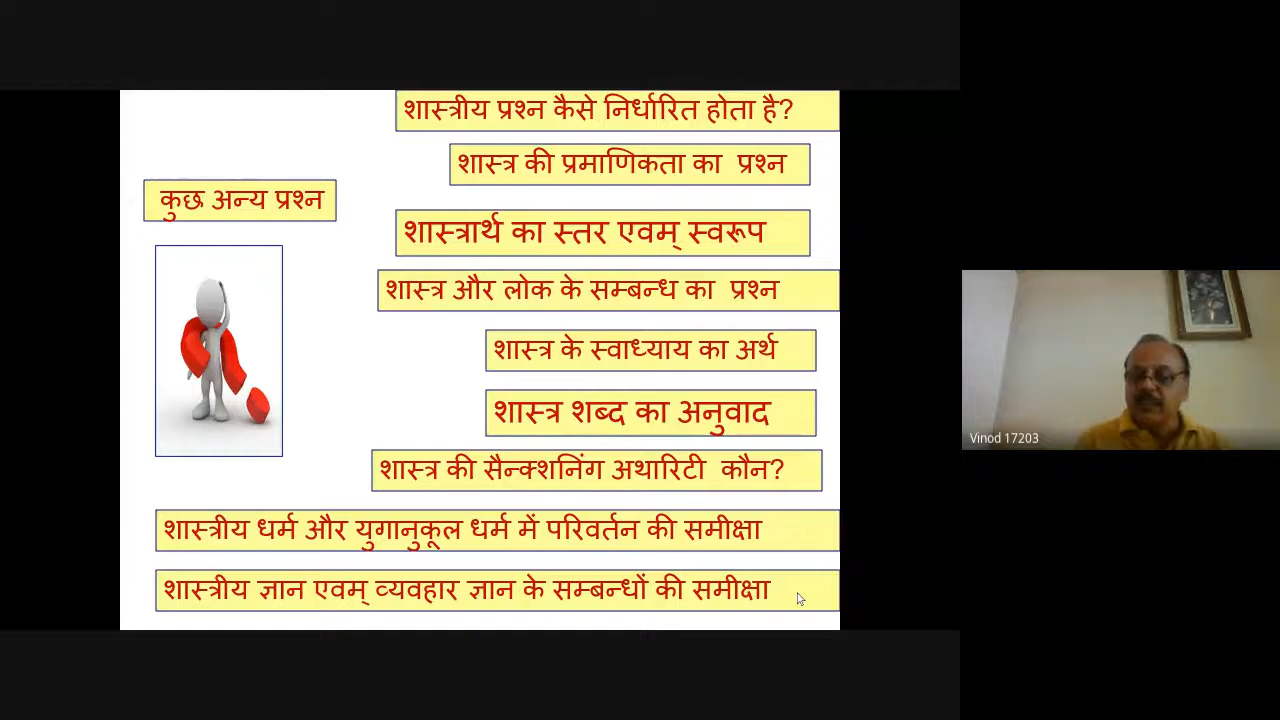 शास्त्रीय प्रश्न कैसे निर्धारित होता है?
शास्त्र की प्रमाणिकता का प्रश्न
कुछ अन्य प्रश्न
शास्त्रार्थ का स्तर एवम् स्वरूप
शास्त्र और लोक के सम्बन्ध का प्रश्न
शास्त्र के स्वाध्याय का अर्थ
शास्त्र शब्द का अनुवाद
शास्त्र की सैन्क्शनिंग अथारिटी कौन?
शास्त्रीय धर्म और युगानुकूल धर्म में परिवर्तन की समीक्षा
शास्त्रीय ज्ञान एवम् व्यवहार ज्ञान के सम्बन्धों की समीक्षा
Vinod 17203